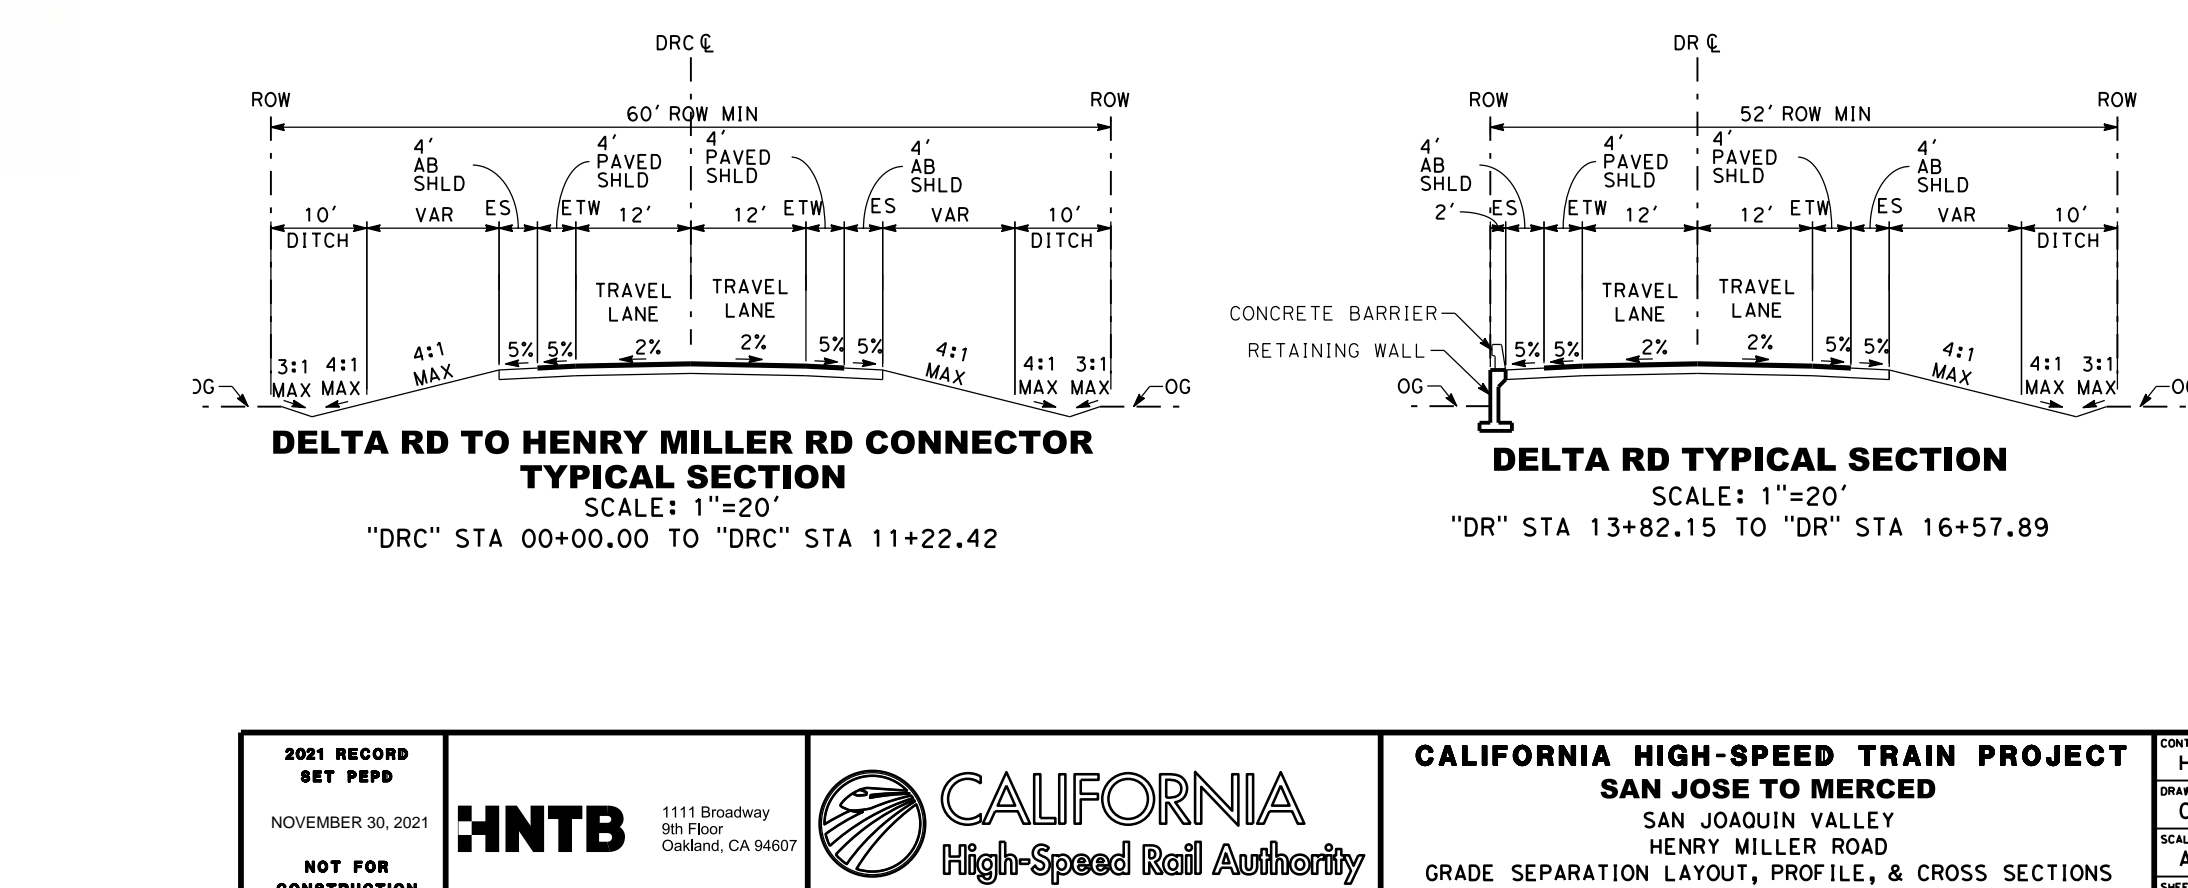 DRC ℄
ROW
ROW
60' ROW MIN
4'
AB
SHLD
4'
PAVED
SHLD
4'
PAVED
SHLD
4'
AB
SHLD
10'
DITCH
VAR
ES
ETW
12'
12'
ETW
ES
VAR
10'
DITCH
TRAVEL
LANE
TRAVEL
LANE
3:1
MAX
4:1
MAX
4:1
MAX
5%
5%
2%
2%
5%
5%
4:1
MAX
4:1
MAX
3:1
MAX
OG
DELTA RD TO HENRY MILLER RD CONNECTOR
TYPICAL SECTION
SCALE: 1"=20'
"DRC" STA 00+00.00 TO "DRC" STA 11+22.42
DR ℄
ROW
ROW
52' ROW MIN
4'
AB
SHLD
4'
PAVED
SHLD
4'
PAVED
SHLD
4'
AB
SHLD
2'
ES
ETW
12'
12'
ETW
ES
VAR
10'
DITCH
TRAVEL
LANE
TRAVEL
LANE
CONCRETE BARRIER
RETAINING WALL
OG
5%
5%
2%
2%
5%
5%
4:1
MAX
4:1
MAX
3:1
MAX
DELTA RD TYPICAL SECTION
SCALE: 1"=20'
"DR" STA 13+82.15 TO "DR" STA 16+57.89
2021 RECORD
SET PEPD
NOVEMBER 30, 2021
NOT FOR
CONSTRUCTION
HNTB
1111 Broadway
9th Floor
Oakland, CA 94607
CALIFORNIA
High-Speed Rail Authority
CALIFORNIA HIGH-SPEED TRAIN PROJECT
SAN JOSE TO MERCED
SAN JOAQUIN VALLEY
HENRY MILLER ROAD
GRADE SEPARATION LAYOUT, PROFILE, & CROSS SECTIONS